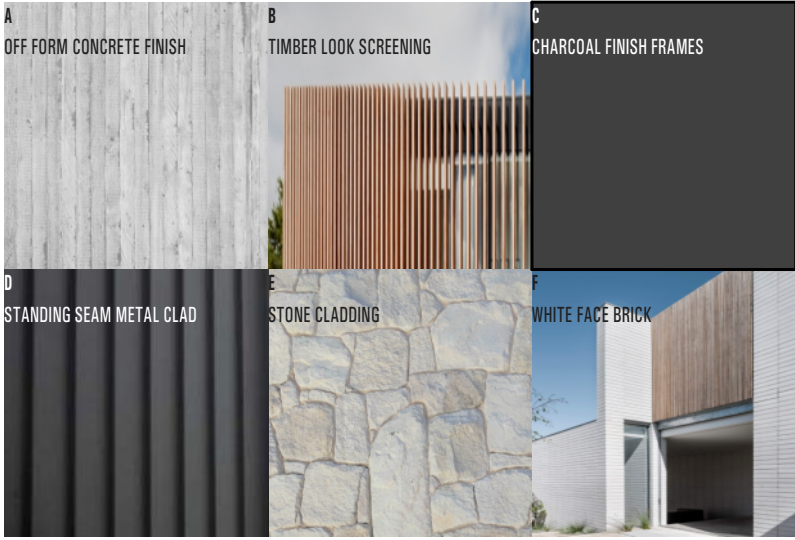 A
OFF FORM CONCRETE FINISH
B
TIMBER LOOK SCREENING
C
CHARCOAL FINISH FRAMES
D
STANDING SEAM METAL CLAD
E
STONE CLADDING
F
WHITE FACE BRICK